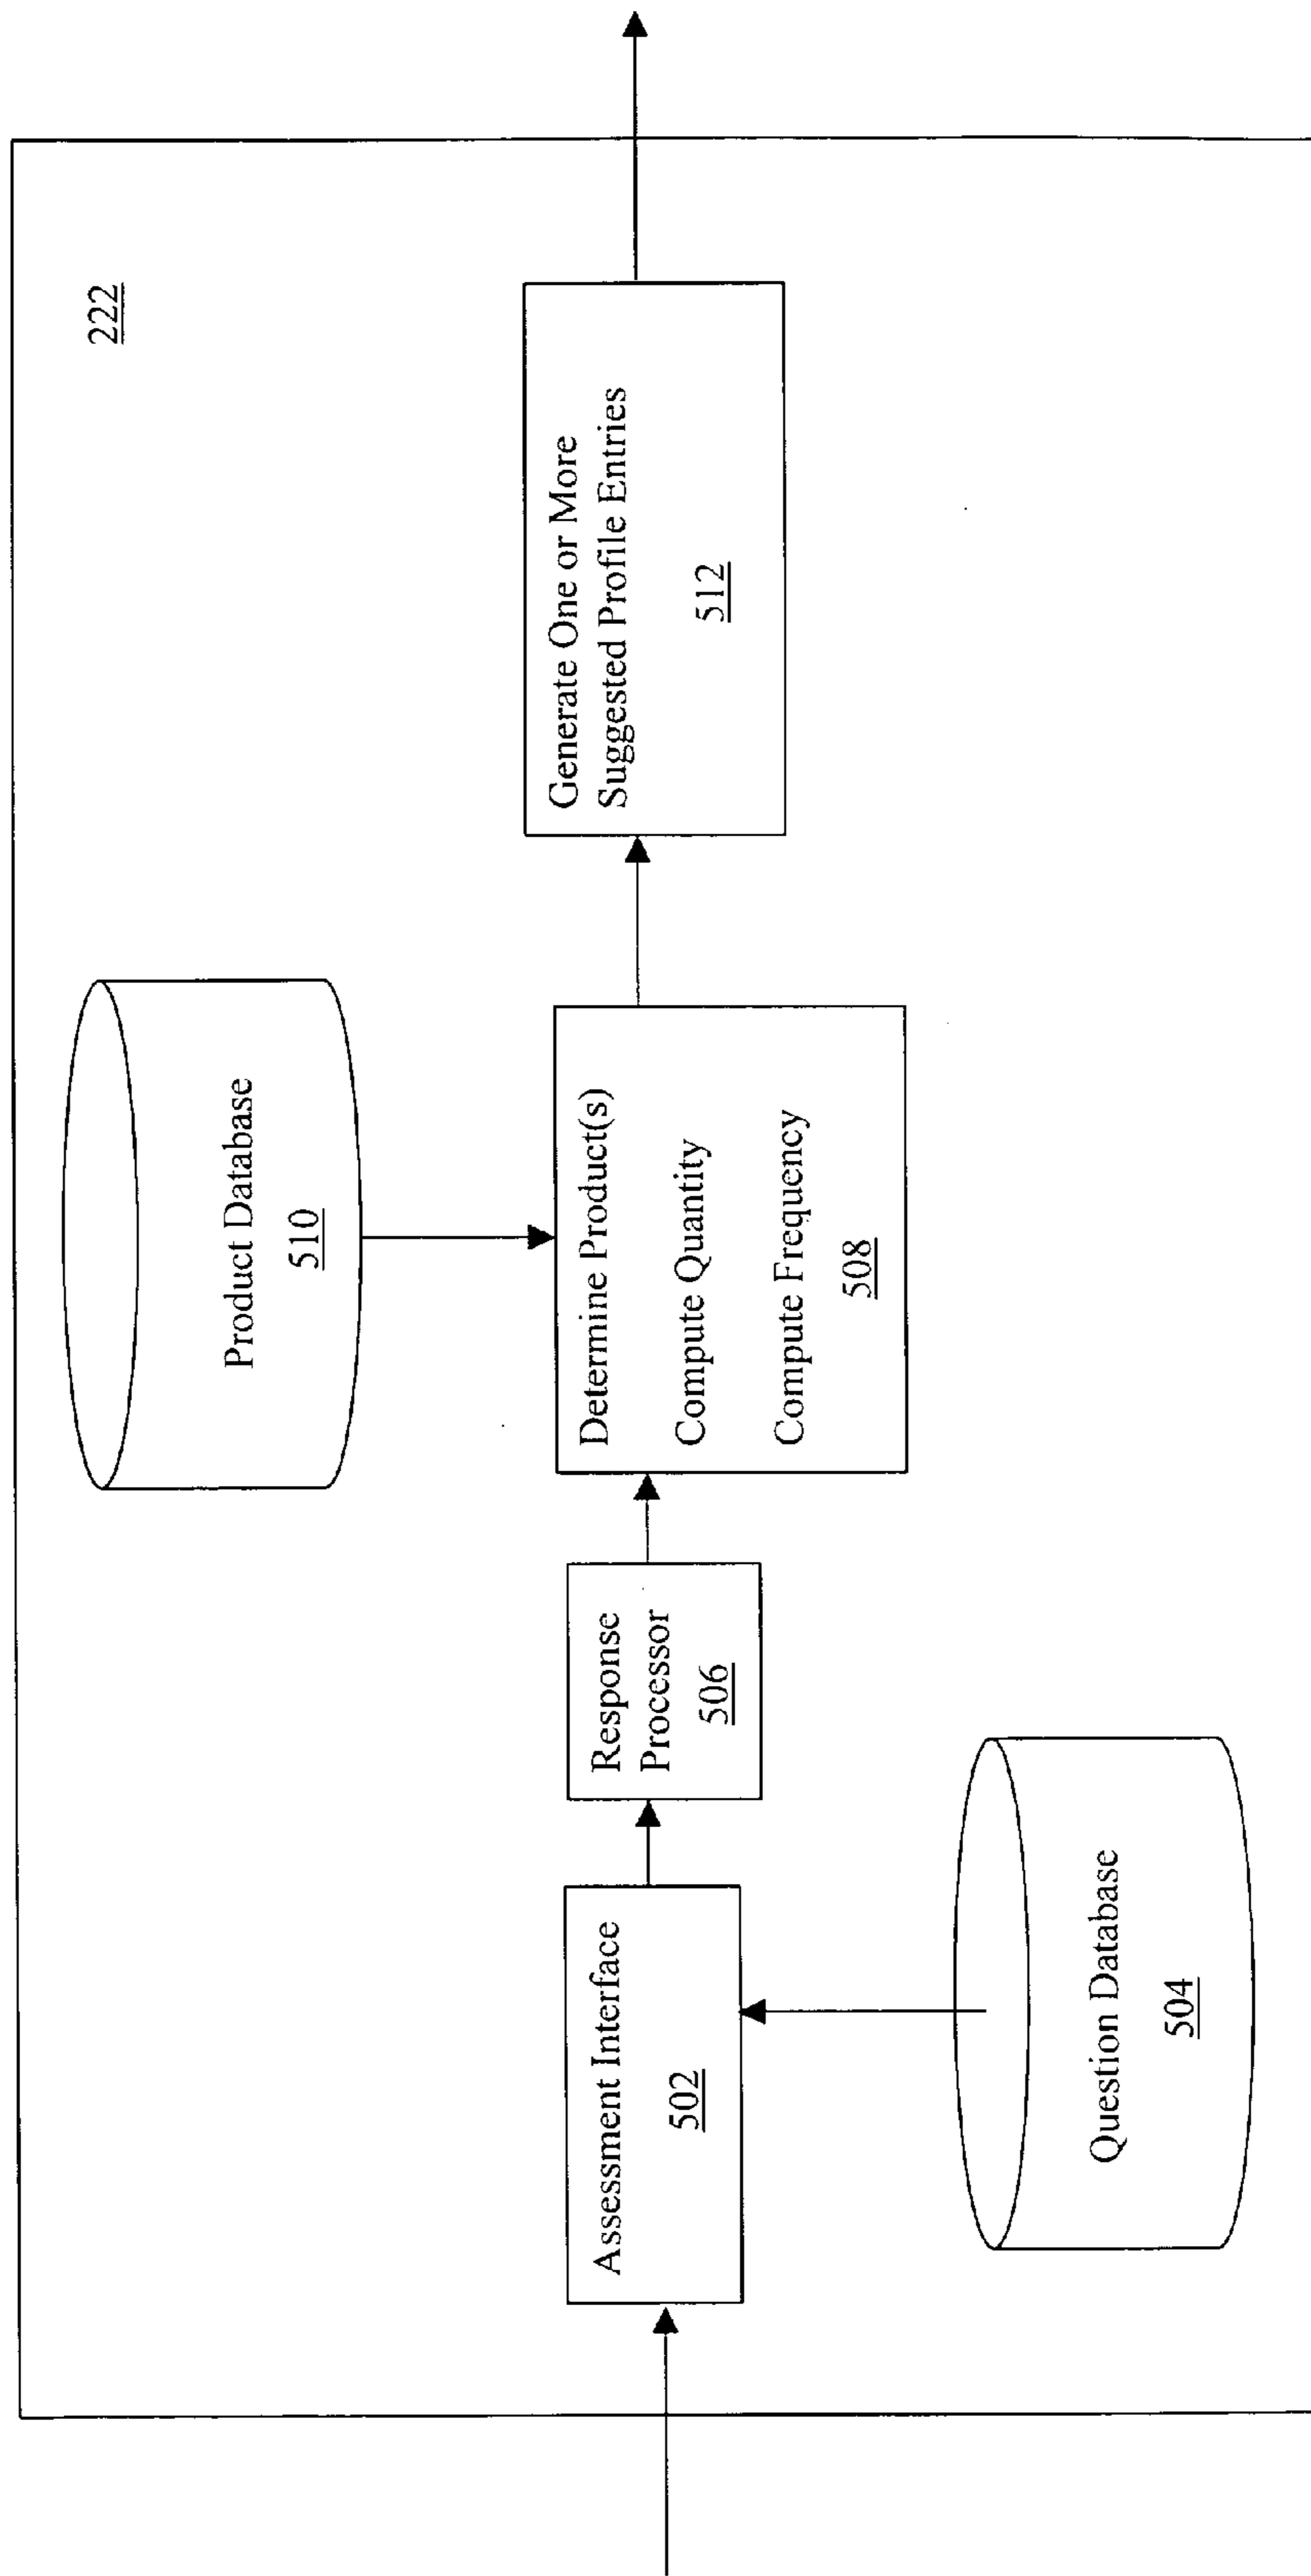 222
Product Database
510
Generate One or More
Suggested Profile Entries
512
Determine Product(s)
Compute Quantity
Compute Frequency
508
Response
Processor
506
Assessment Interface
502
Question Database
504